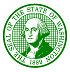 THE SEAL OF THE STATE OF WASHINGTON
1889